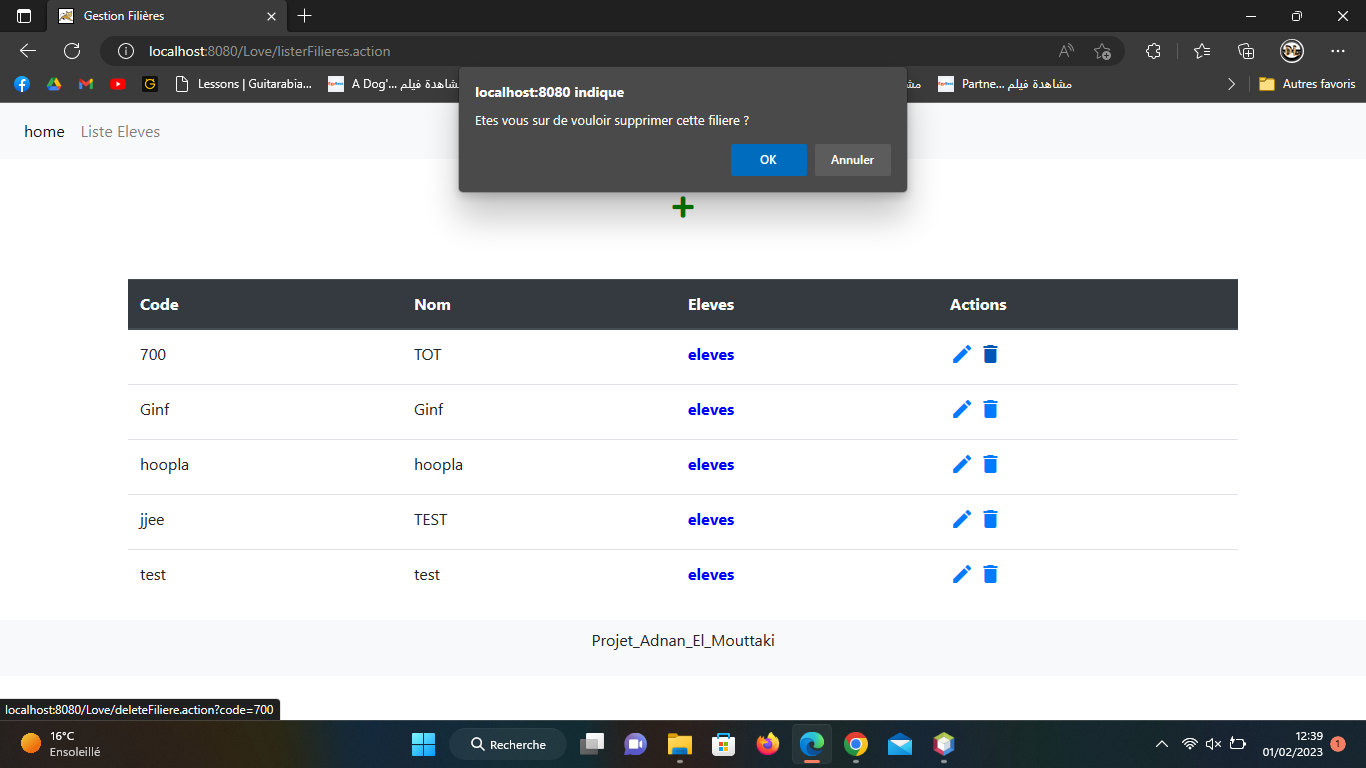 Gestion Filières
localhost:8080/Love/listerFilieres.action
Lessons | Guitarabia...
A Dog'... مشاهدة فيلم
Partne... مشاهدة فيلم
Autres favoris
localhost:8080 indique
Etes vous sur de vouloir supprimer cette filiere ?
OK Annuler
home Liste Eleves
+
Code Nom Eleves Actions
700 TOT eleves
Ginf Ginf eleves
hoopla hoopla eleves
jjee TEST eleves
test test eleves
Projet_Adnan_El_Mouttaki
localhost:8080/Love/deleteFiliere.action?code=700
16°C
Ensoleillé
Recherche
12:39
01/02/2023
1